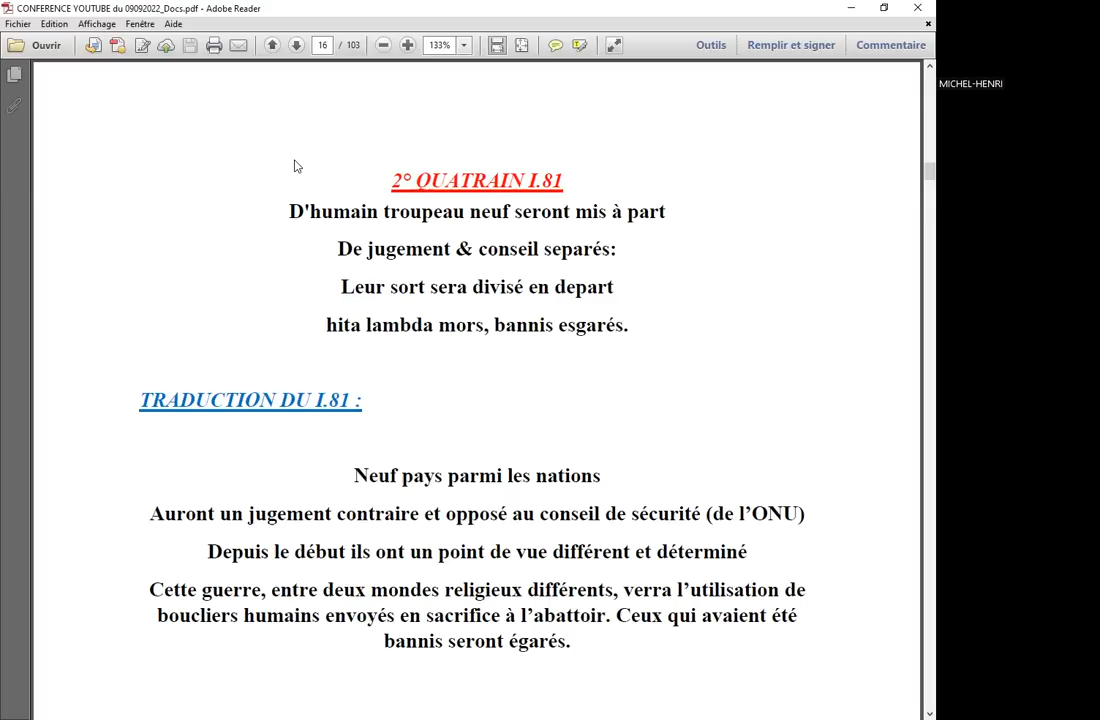 CONFERENCE YOUTUBE du 09092022_Docs.pdf - Adobe Reader
Fichier Edition Affichage Fenêtre Aide
Ouvrir 16 / 103 133% Outils Remplir et signer Commentaire
MICHEL-HENRI
2° QUATRAIN I.81
D'humain troupeau neuf seront mis à part
De jugement & conseil separés:
Leur sort sera divisé en depart
hita lambda mors, bannis esgarés.
TRADUCTION DU I.81 :
Neuf pays parmi les nations
Auront un jugement contraire et opposé au conseil de sécurité (de l’ONU)
Depuis le début ils ont un point de vue différent et déterminé
Cette guerre, entre deux mondes religieux différents, verra l’utilisation de
boucliers humains envoyés en sacrifice à l’abattoir. Ceux qui avaient été
bannis seront égarés.